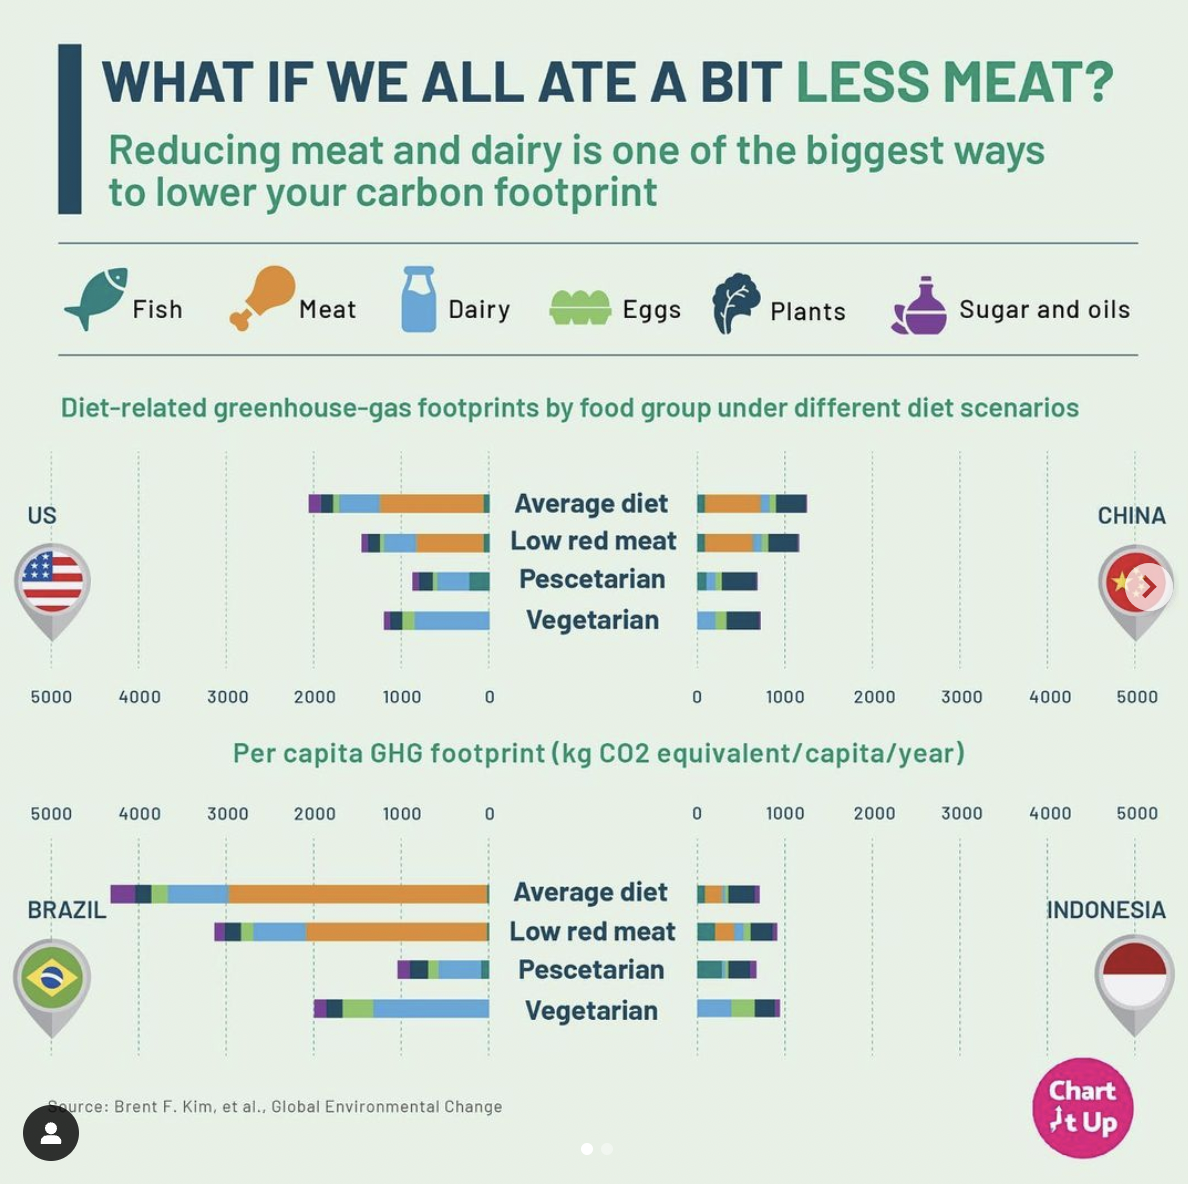 WHAT IF WE ALL ATE A BIT LESS MEAT?
Reducing meat and dairy is one of the biggest ways
to lower your carbon footprint
Fish Meat Dairy Eggs Plants Sugar and oils
Diet-related greenhouse-gas footprints by food group under different diet scenarios
US
CHINA
Average diet
Low red meat
Pescetarian
Vegetarian
5000 4000 3000 2000 1000 0 0 1000 2000 3000 4000 5000
Per capita GHG footprint (kg CO2 equivalent/capita/year)
5000 4000 3000 2000 1000 0 0 1000 2000 3000 4000 5000
BRAZIL
INDONESIA
Average diet
Low red meat
Pescetarian
Vegetarian
Source: Brent F. Kim, et al., Global Environmental Change
Chart
It Up